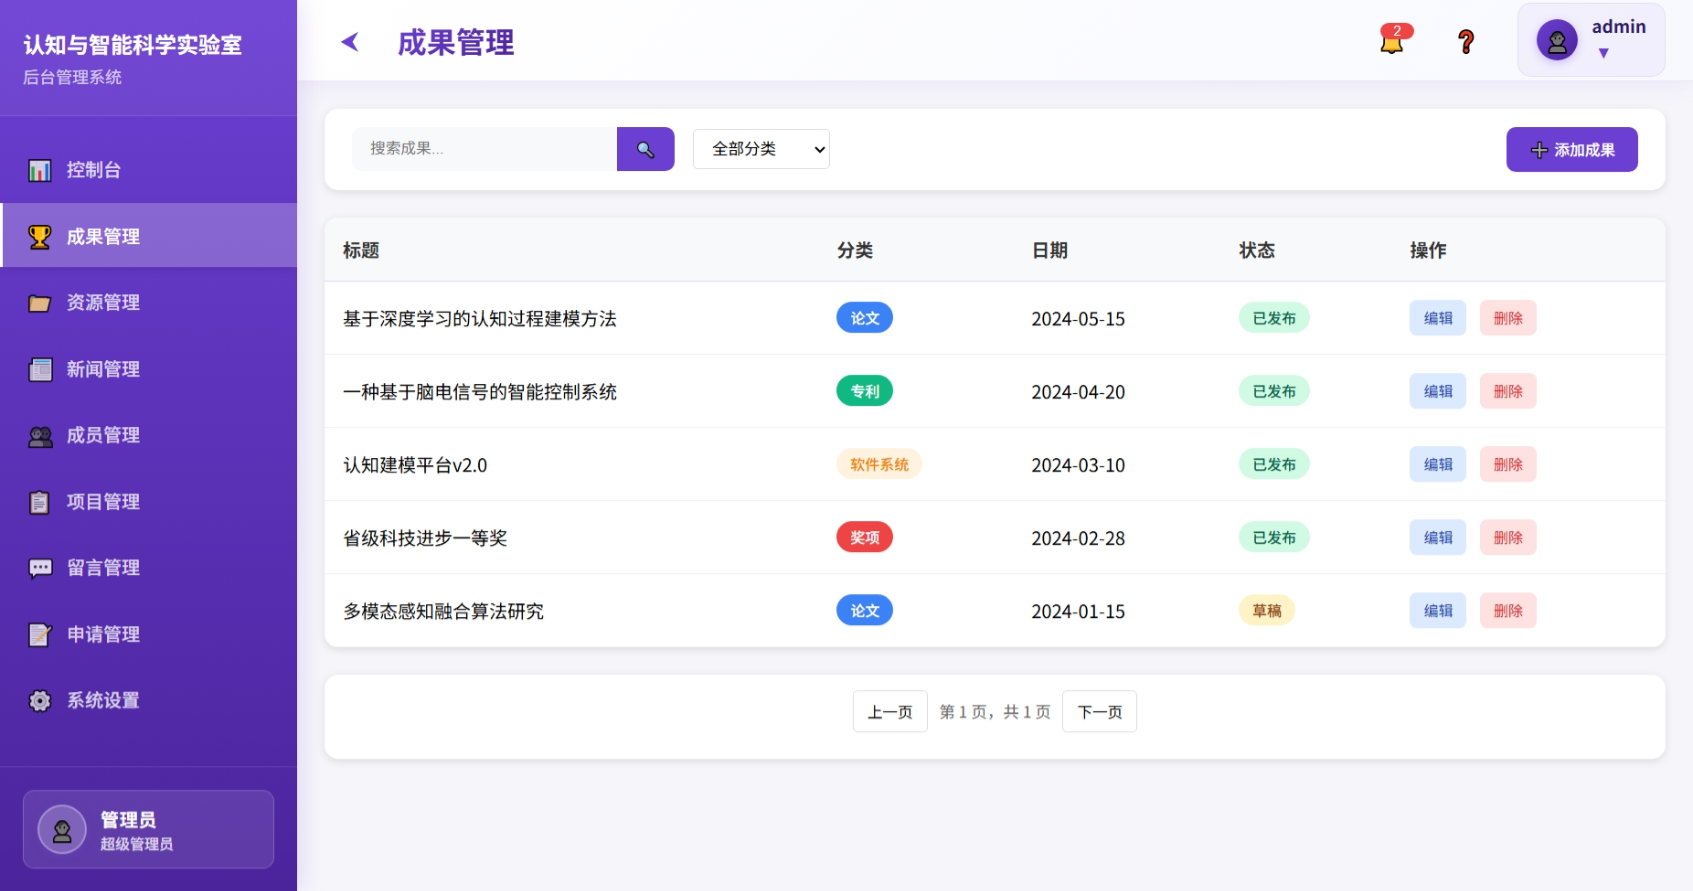 认知与智能科学实验室
后台管理系统
控制台
成果管理
资源管理
新闻管理
成员管理
项目管理
留言管理
申请管理
系统设置
管理员
超级管理员
成果管理
2
admin
搜索成果...
全部分类
添加成果
标题 分类 日期 状态 操作
基于深度学习的认知过程建模方法 论文 2024-05-15 已发布 编辑 删除
一种基于脑电信号的智能控制系统 专利 2024-04-20 已发布 编辑 删除
认知建模平台v2.0 软件系统 2024-03-10 已发布 编辑 删除
省级科技进步一等奖 奖项 2024-02-28 已发布 编辑 删除
多模态感知融合算法研究 论文 2024-01-15 草稿 编辑 删除
上一页 第 1 页，共 1 页 下一页